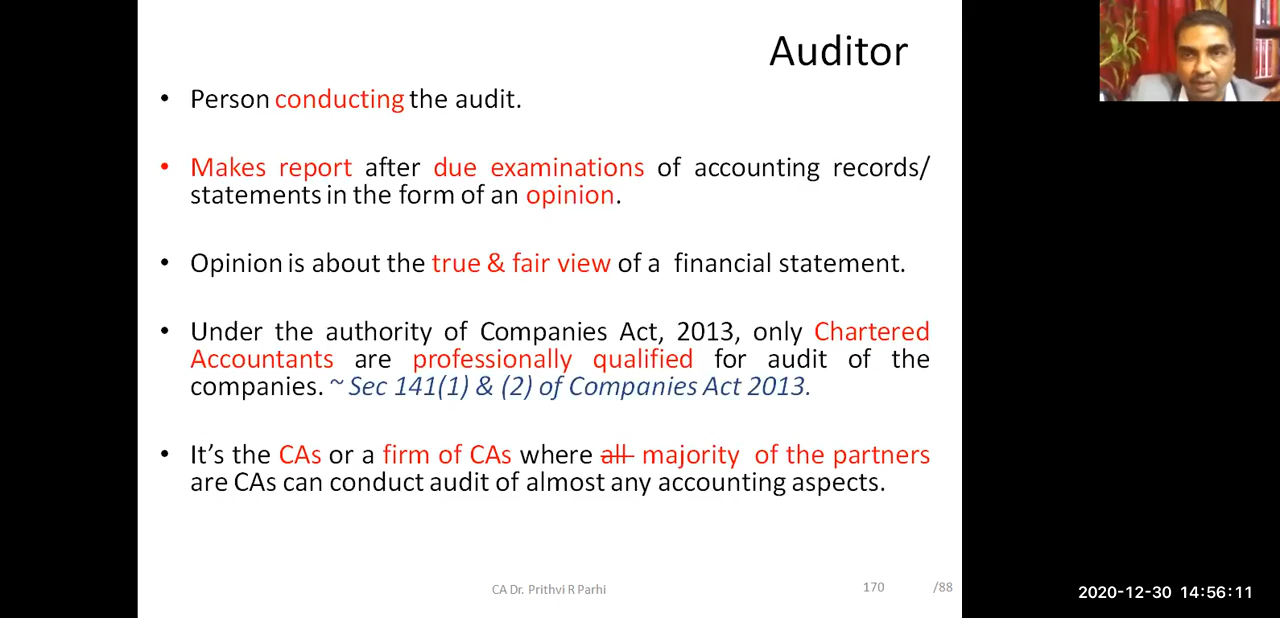 Auditor
• Person conducting the audit.
• Makes report after due examinations of accounting records/
statements in the form of an opinion.
• Opinion is about the true & fair view of a financial statement.
• Under the authority of Companies Act, 2013, only Chartered
Accountants are professionally qualified for audit of the
companies. ~ Sec 141(1) & (2) of Companies Act 2013.
• It's the CAs or a firm of CAs where all majority of the partners
are CAs can conduct audit of almost any accounting aspects.
CA Dr. Prithvi R Parhi 170 /88
2020-12-30 14:56:11